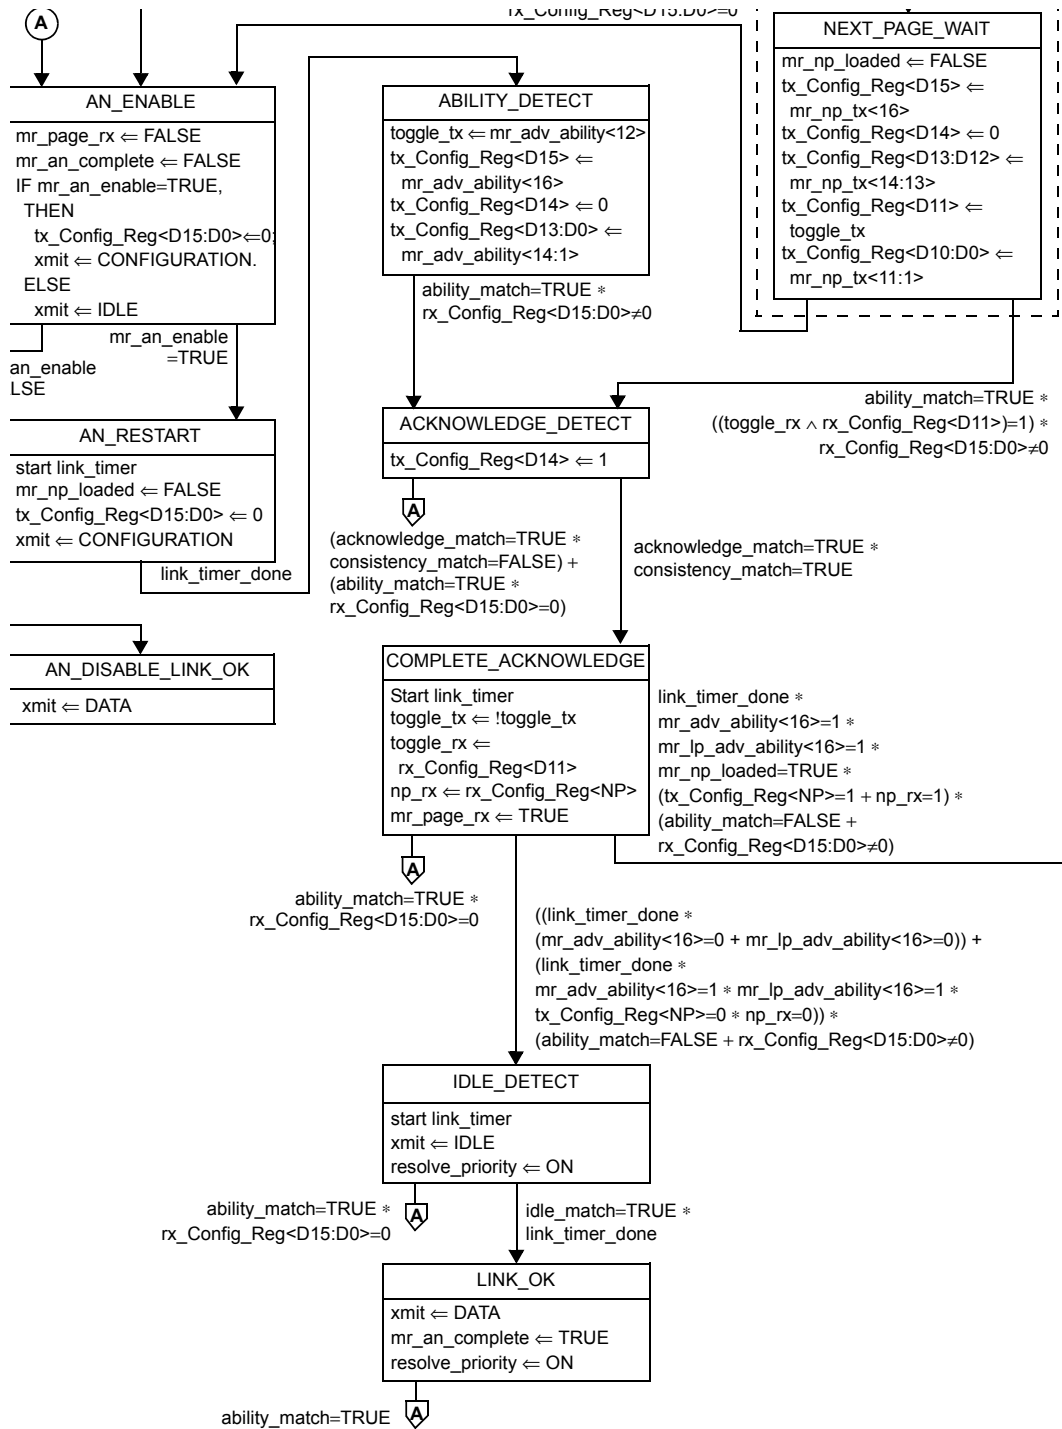 A
rx_Config_Reg<D15:D0>=0
NEXT_PAGE_WAIT
mr_np_loaded ⇐ FALSE
tx_Config_Reg<D15> ⇐
mr_np_tx<16>
tx_Config_Reg<D14> ⇐ 0
tx_Config_Reg<D13:D12> ⇐
mr_np_tx<14:13>
tx_Config_Reg<D11> ⇐
toggle_tx
tx_Config_Reg<D10:D0> ⇐
mr_np_tx<11:1>
AN_ENABLE
mr_page_rx ⇐ FALSE
mr_an_complete ⇐ FALSE
IF mr_an_enable=TRUE,
THEN
tx_Config_Reg<D15:D0>⇐0;
xmit ⇐ CONFIGURATION.
ELSE
xmit ⇐ IDLE
ABILITY_DETECT
toggle_tx ⇐ mr_adv_ability<12>
tx_Config_Reg<D15> ⇐
mr_adv_ability<16>
tx_Config_Reg<D14> ⇐ 0
tx_Config_Reg<D13:D0> ⇐
mr_adv_ability<14:1>
ability_match=TRUE *
rx_Config_Reg<D15:D0>≠0
mr_an_enable
=TRUE
an_enable
LSE
ability_match=TRUE *
((toggle_rx ∧ rx_Config_Reg<D11>)=1) *
rx_Config_Reg<D15:D0>≠0
AN_RESTART
start link_timer
mr_np_loaded ⇐ FALSE
tx_Config_Reg<D15:D0> ⇐ 0
xmit ⇐ CONFIGURATION
link_timer_done
ACKNOWLEDGE_DETECT
tx_Config_Reg<D14> ⇐ 1
A
(acknowledge_match=TRUE *
consistency_match=FALSE) +
(ability_match=TRUE *
rx_Config_Reg<D15:D0>=0)
acknowledge_match=TRUE *
consistency_match=TRUE
AN_DISABLE_LINK_OK
xmit ⇐ DATA
COMPLETE_ACKNOWLEDGE
Start link_timer
toggle_tx ⇐ !toggle_tx
toggle_rx ⇐
rx_Config_Reg<D11>
np_rx ⇐ rx_Config_Reg<NP>
mr_page_rx ⇐ TRUE
link_timer_done *
mr_adv_ability<16>=1 *
mr_lp_adv_ability<16>=1 *
mr_np_loaded=TRUE *
(tx_Config_Reg<NP>=1 + np_rx=1) *
(ability_match=FALSE +
rx_Config_Reg<D15:D0>≠0)
A
ability_match=TRUE *
rx_Config_Reg<D15:D0>=0
((link_timer_done *
(mr_adv_ability<16>=0 + mr_lp_adv_ability<16>=0)) +
(link_timer_done *
mr_adv_ability<16>=1 * mr_lp_adv_ability<16>=1 *
tx_Config_Reg<NP>=0 * np_rx=0)) *
(ability_match=FALSE + rx_Config_Reg<D15:D0>≠0)
IDLE_DETECT
start link_timer
xmit ⇐ IDLE
resolve_priority ⇐ ON
ability_match=TRUE *
rx_Config_Reg<D15:D0>=0
A
idle_match=TRUE *
link_timer_done
LINK_OK
xmit ⇐ DATA
mr_an_complete ⇐ TRUE
resolve_priority ⇐ ON
ability_match=TRUE
A